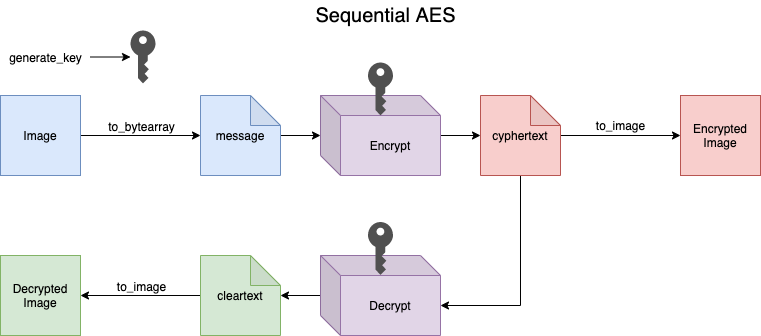 Sequential AES
generate_key
Image
to_bytearray
message
Encrypt
cyphertext
to_image
Encrypted
Image
Decrypted
Image
to_image
cleartext
Decrypt